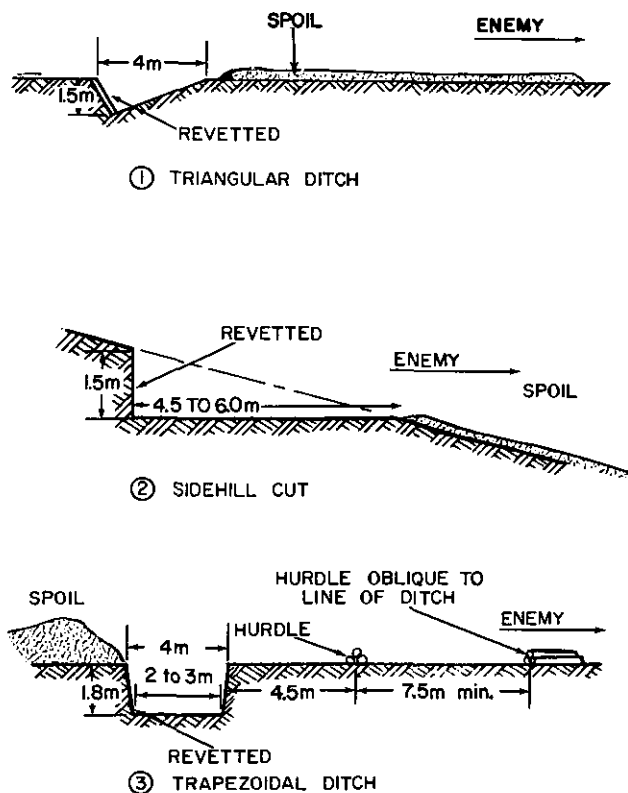 SPOIL
ENEMY
4m
1.5m
REVETTED
① TRIANGULAR DITCH
REVETTED
ENEMY
SPOIL
1.5m
4.5 TO 6.0m
② SIDEHILL CUT
HURDLE OBLIQUE TO
LINE OF DITCH
SPOIL
ENEMY
HURDLE
4m
2 to 3m
1.8m
4.5m
7.5m min.
REVETTED
③ TRAPEZOIDAL DITCH